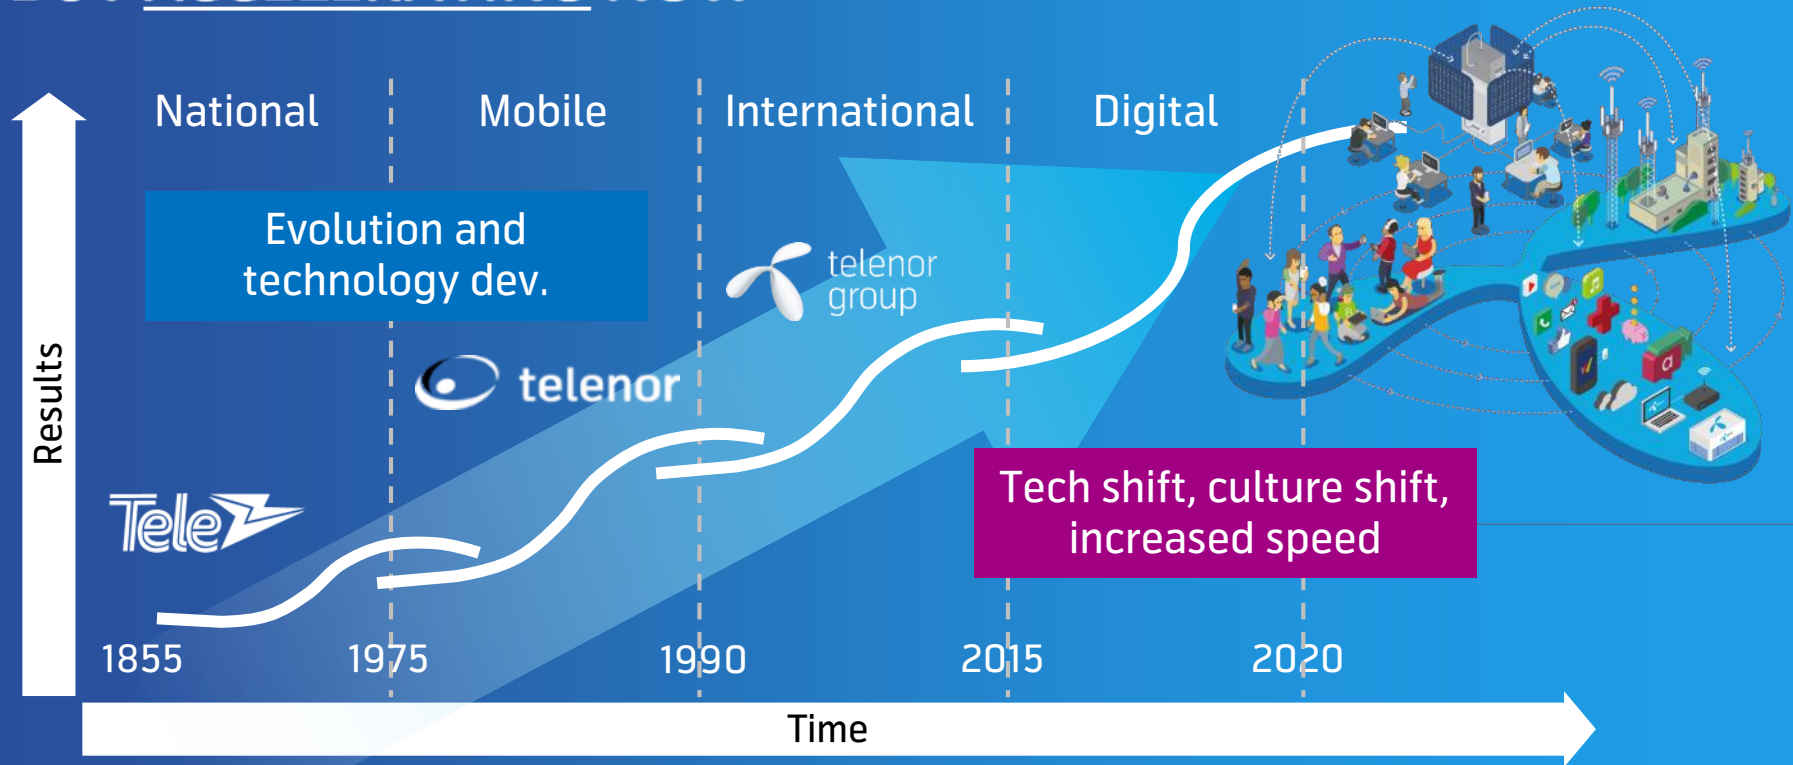 National
Mobile
International
Digital
Evolution and
technology dev.
telenor
group
telenor
Tele
Results
Tech shift, culture shift,
increased speed
1855
1975
1990
2015
2020
Time